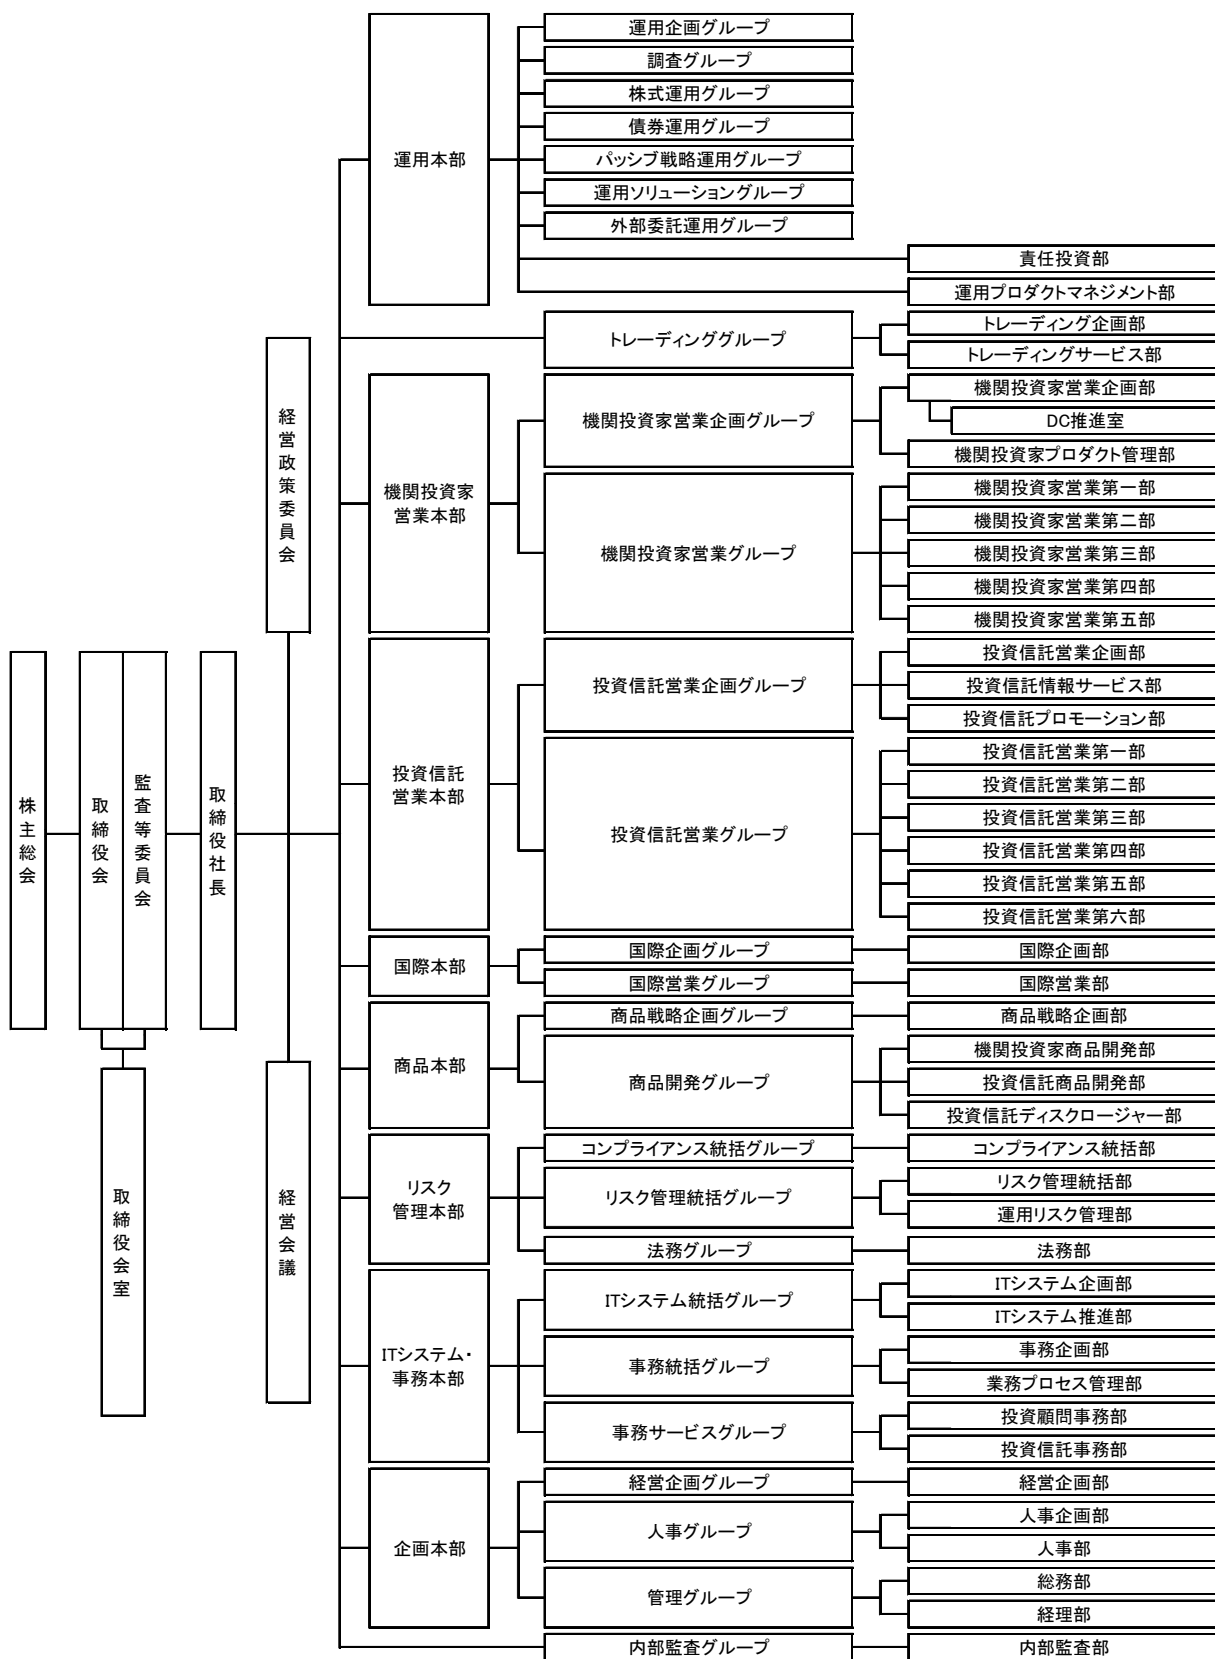 株主総会
取締役会
監査等委員会
取締役会室
取締役社長
経営政策委員会
経営会議
運用本部
運用企画グループ
調査グループ
株式運用グループ
債券運用グループ
パッシブ戦略運用グループ
運用ソリューショングループ
外部委託運用グループ
責任投資部
運用プロダクトマネジメント部
トレーディンググループ
トレーディング企画部
トレーディングサービス部
機関投資家
営業本部
機関投資家営業企画グループ
機関投資家営業企画部
DC推進室
機関投資家プロダクト管理部
機関投資家営業グループ
機関投資家営業第一部
機関投資家営業第二部
機関投資家営業第三部
機関投資家営業第四部
機関投資家営業第五部
投資信託
営業本部
投資信託営業企画グループ
投資信託営業企画部
投資信託情報サービス部
投資信託プロモーション部
投資信託営業グループ
投資信託営業第一部
投資信託営業第二部
投資信託営業第三部
投資信託営業第四部
投資信託営業第五部
投資信託営業第六部
国際本部
国際企画グループ
国際企画部
国際営業グループ
国際営業部
商品本部
商品戦略企画グループ
商品戦略企画部
商品開発グループ
機関投資家商品開発部
投資信託商品開発部
投資信託ディスクロージャー部
リスク
管理本部
コンプライアンス統括グループ
コンプライアンス統括部
リスク管理統括グループ
リスク管理統括部
運用リスク管理部
法務グループ
法務部
ITシステム・
事務本部
ITシステム統括グループ
ITシステム企画部
ITシステム推進部
事務統括グループ
事務企画部
業務プロセス管理部
事務サービスグループ
投資顧問事務部
投資信託事務部
企画本部
経営企画グループ
経営企画部
人事グループ
人事企画部
人事部
管理グループ
総務部
経理部
内部監査グループ
内部監査部